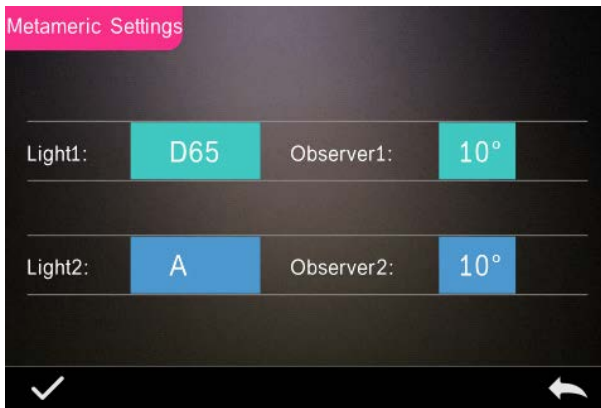 Metameric Settings
Light1: D65 Observer1: 10°
Light2: A Observer2: 10°